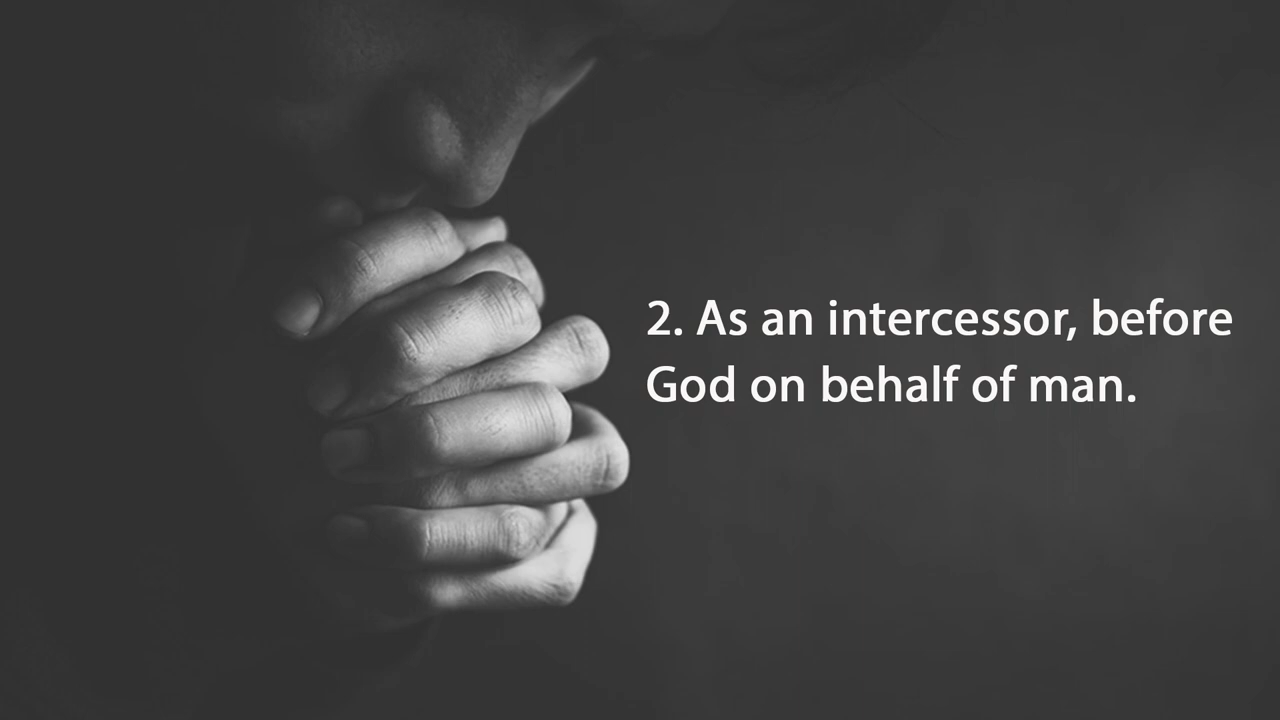 2. As an intercessor, before
God on behalf of man.